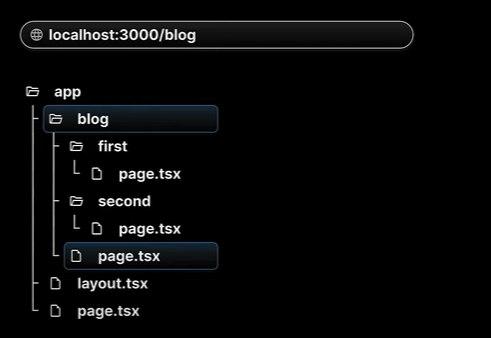 localhost:3000/blog
app
blog
first
page.tsx
second
page.tsx
page.tsx
layout.tsx
page.tsx